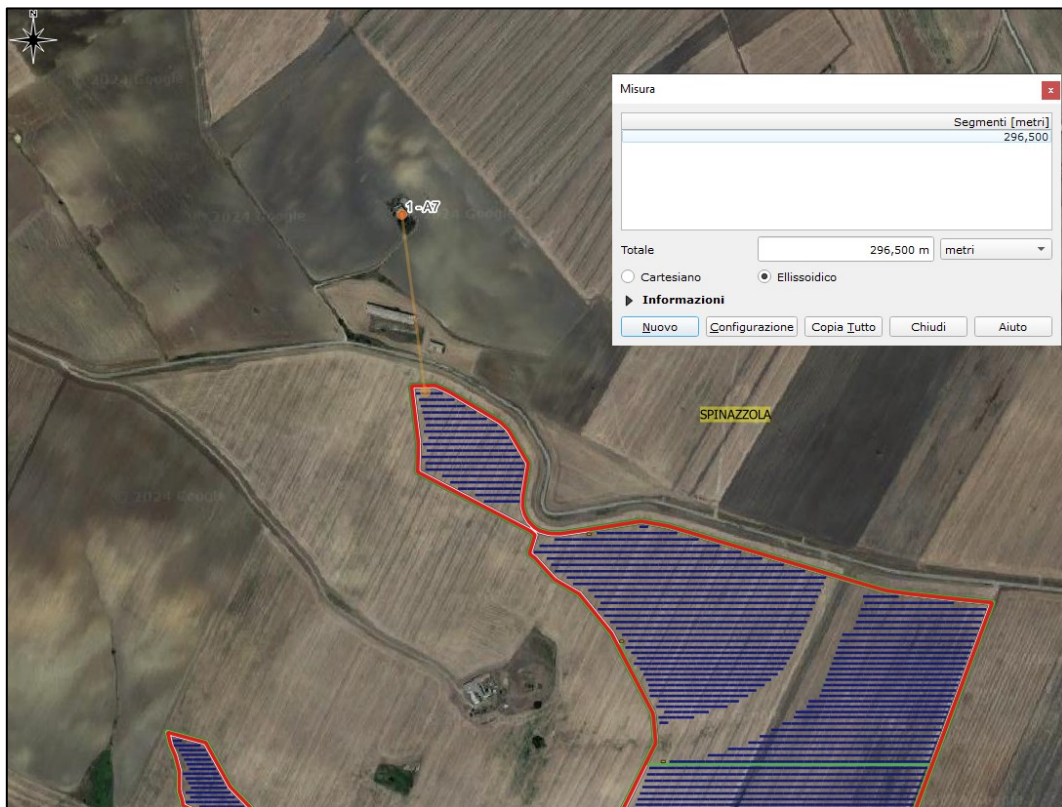 N
© 2024 Google
Misura
x
Segmenti [metri]
296,500
1 - A7
© 2024 Google
© 2024 Google
Totale
296,500 m
metri
Cartesiano
Ellissoidico
Informazioni
Nuovo
Configurazione
Copia Tutto
Chiudi
Aiuto
SPINAZZOLA
© 2024 Google